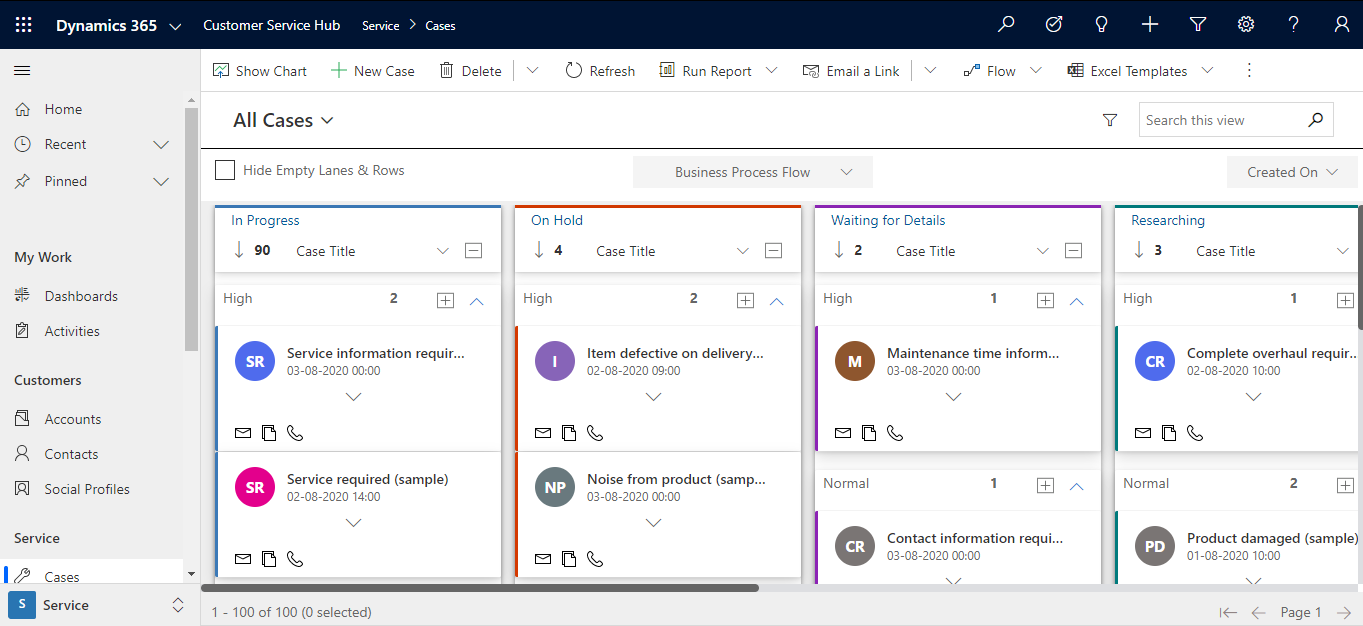 Dynamics 365 Customer Service Hub Service > Cases
Show Chart New Case Delete Refresh Run Report Email a Link Flow Excel Templates
Home
Recent
Pinned
My Work
Dashboards
Activities
Customers
Accounts
Contacts
Social Profiles
Service
Cases
S Service
All Cases
Search this view
Hide Empty Lanes & Rows
Business Process Flow
Created On
In Progress
90 Case Title
High 2
SR
Service information requir...
03-08-2020 00:00
SR
Service required (sample)
02-08-2020 14:00
On Hold
4 Case Title
High 2
I
Item defective on delivery...
02-08-2020 09:00
NP
Noise from product (samp...
03-08-2020 00:00
Waiting for Details
2 Case Title
High 1
M
Maintenance time inform...
03-08-2020 00:00
Normal 1
CR
Contact information requi...
03-08-2020 00:00
Researching
3 Case Title
High 1
CR
Complete overhaul requir...
02-08-2020 10:00
Normal 2
PD
Product damaged (sample)
01-08-2020 10:00
1 - 100 of 100 (0 selected)
Page 1